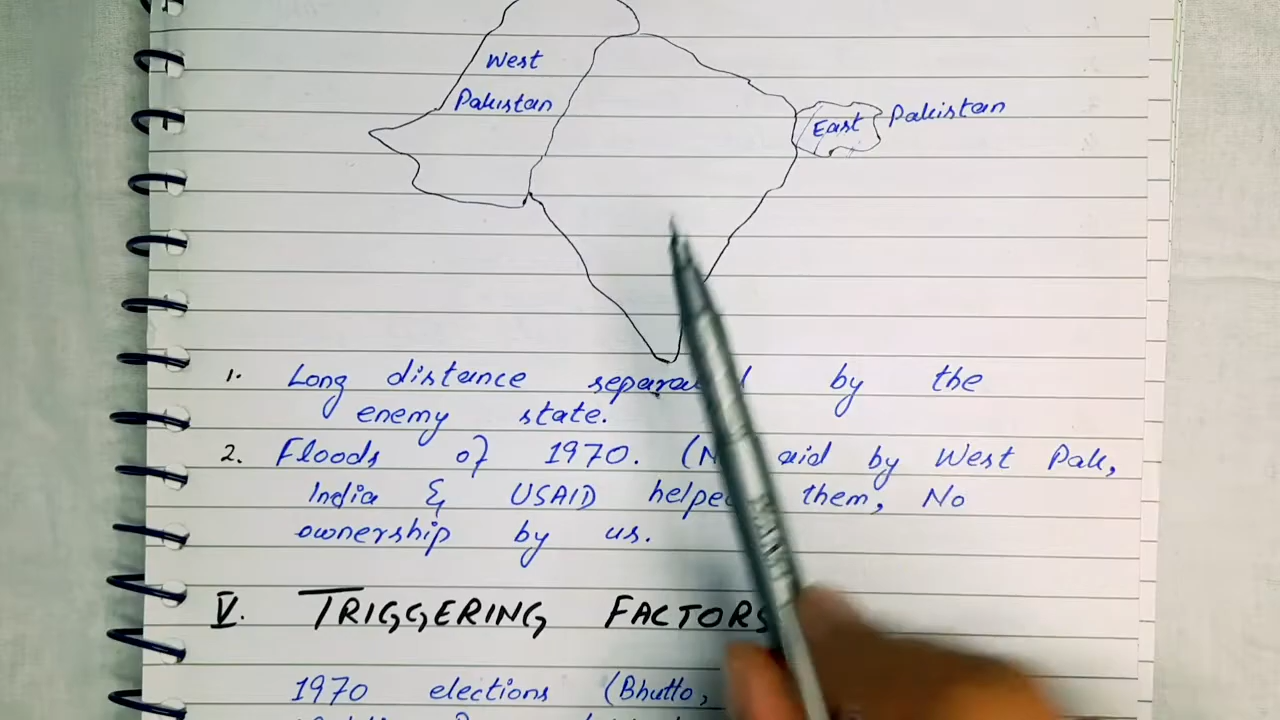 West
Pakistan
East Pakistan
1. Long distance by the
enemy state.
2. Floods of 1970. ( aid by West Pak,
India & USAID them, No
ownership by us.
V. TRIGGERING FACTORS
1970 elections (Bhutto,